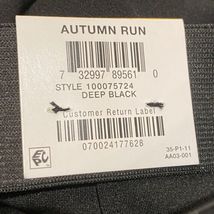 AUTUMN RUN
7 32997 89561 0
STYLE 100075724
DEEP BLACK
Customer Return Label
070024177628
35-P1-11
AA03-001